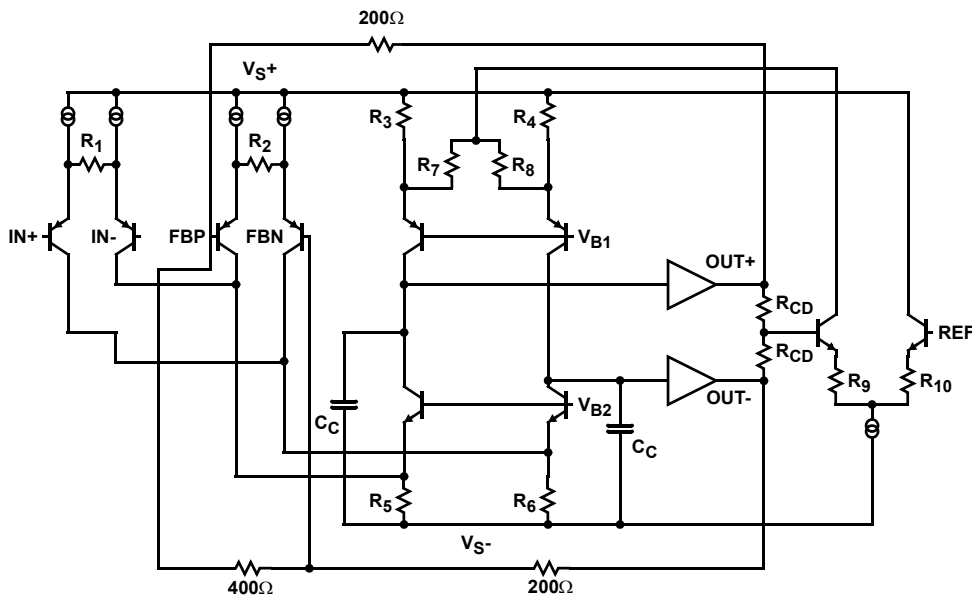 200Ω
VS+
R3
R4
R1
R2
R7
R8
IN+
IN-
FBP
FBN
VB1
OUT+
RCD
REF
RCD
R9
R10
OUT-
VB2
CC
CC
R5
R6
VS-
400Ω
200Ω